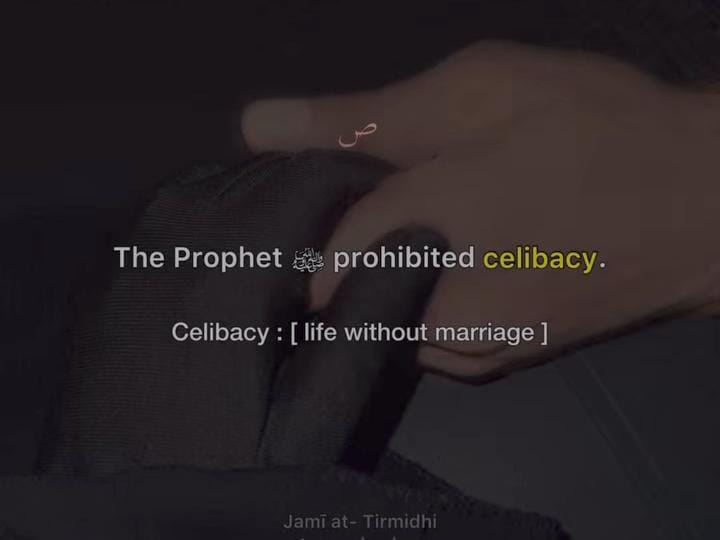 ص
The Prophet ﷺ prohibited celibacy.
Celibacy : [ life without marriage ]
Jamī at- Tirmidhi